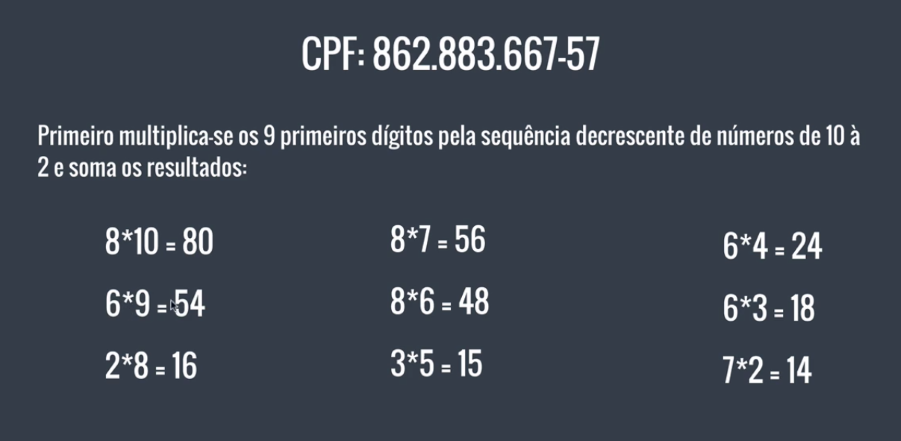 CPF: 862.883.667-57
Primeiro multiplica-se os 9 primeiros dígitos pela sequência decrescente de números de 10 à
2 e soma os resultados:
8*10 = 80
6*9 = 54
2*8 = 16
8*7 = 56
8*6 = 48
3*5 = 15
6*4 = 24
6*3 = 18
7*2 = 14